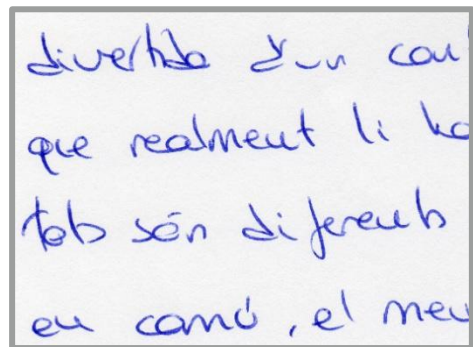 divertida d'un
que realment li
tots són diferents
en comú, el meu